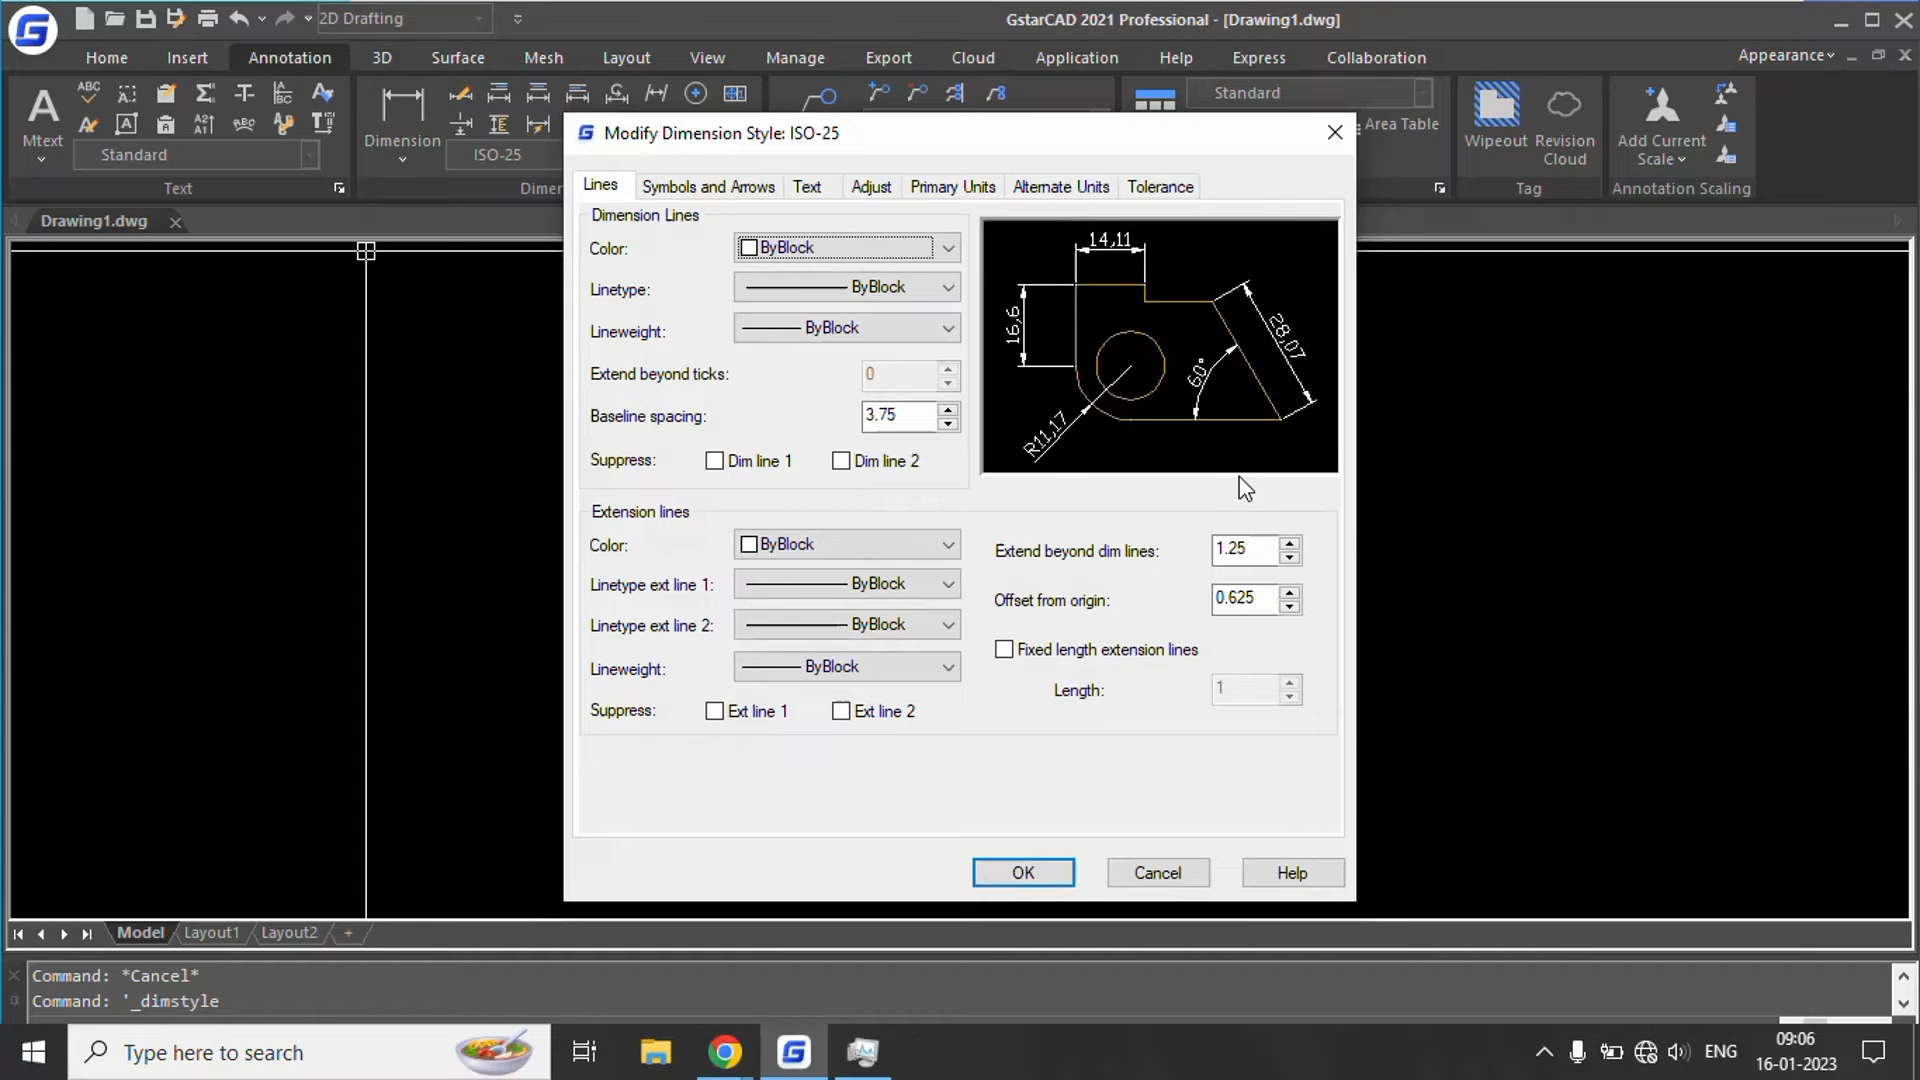 2D Drafting
GstarCAD 2021 Professional - [Drawing1.dwg]
Home
Insert
Annotation
3D
Surface
Mesh
Layout
View
Manage
Export
Cloud
Application
Help
Express
Collaboration
Appearance
Mtext
Standard
Text
Dimension
ISO-25
Standard
Area Table
Wipeout
Revision
Cloud
Tag
Add Current
Scale
Annotation Scaling
Drawing1.dwg
Modify Dimension Style: ISO-25
Lines
Symbols and Arrows
Text
Adjust
Primary Units
Alternate Units
Tolerance
Dimension Lines
Color:
ByBlock
Linetype:
ByBlock
Lineweight:
ByBlock
Extend beyond ticks:
0
Baseline spacing:
3.75
Suppress:
Dim line 1
Dim line 2
14,11
16,6
28,07
60°
R11,17
Extension lines
Color:
ByBlock
Linetype ext line 1:
ByBlock
Linetype ext line 2:
ByBlock
Lineweight:
ByBlock
Suppress:
Ext line 1
Ext line 2
Extend beyond dim lines:
1.25
Offset from origin:
0.625
Fixed length extension lines
Length:
1
OK
Cancel
Help
Model
Layout1
Layout2
+
Command: *Cancel*
Command: '_dimstyle
Type here to search
ENG
09:06
16-01-2023